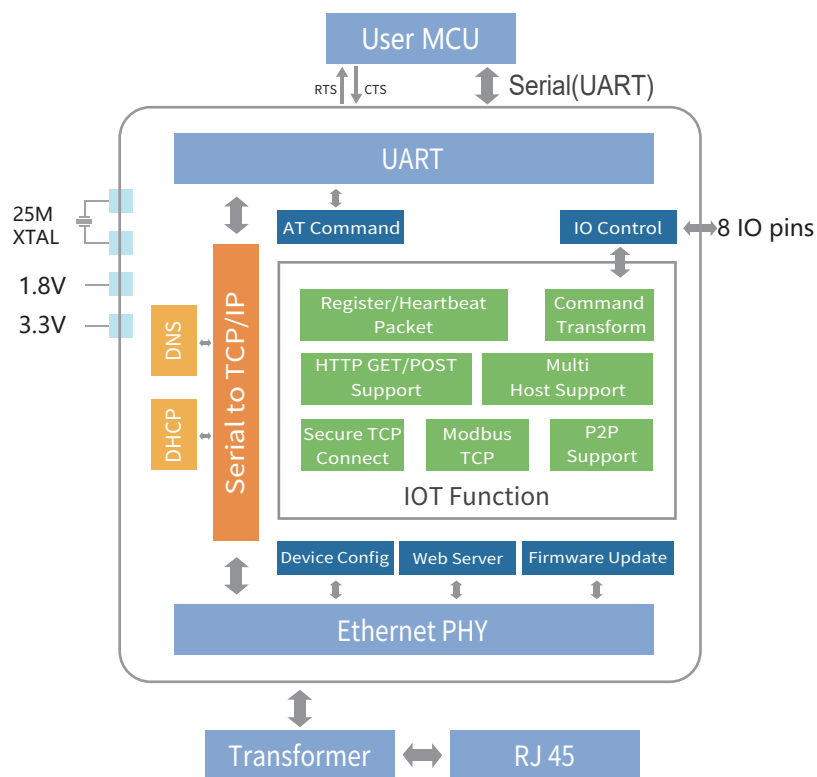 User MCU
RTS
CTS
Serial(UART)
UART
25M
XTAL
AT Command
IO Control
8 IO pins
1.8V
3.3V
DNS
DHCP
Serial to TCP/IP
Register/Heartbeat
Packet
Command
Transform
HTTP GET/POST
Support
Multi
Host Support
Secure TCP
Connect
Modbus
TCP
P2P
Support
IOT Function
Device Config
Web Server
Firmware Update
Ethernet PHY
Transformer
RJ 45